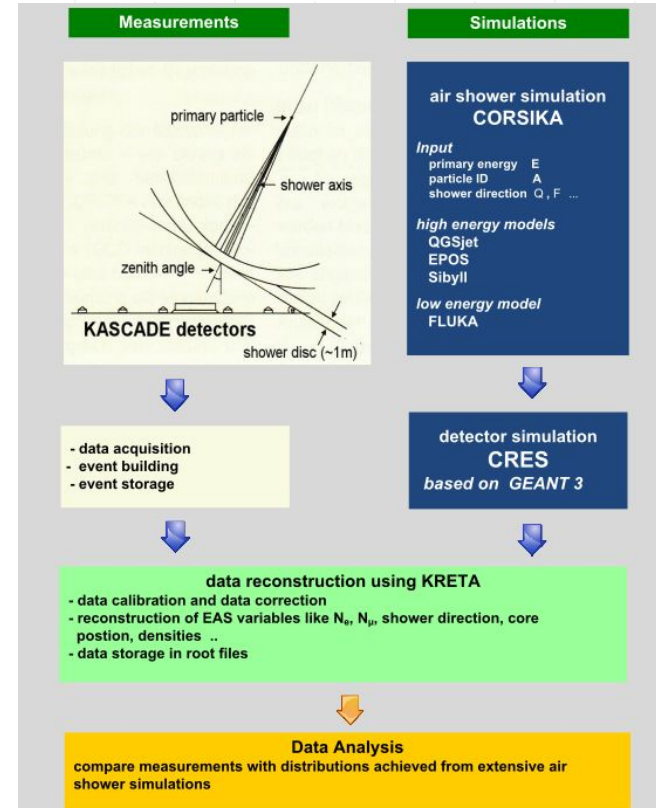 Measurements
primary particle
shower axis
zenith angle
KASCADE detectors
shower disc (~1m)
- data acquisition
- event building
- event storage
Simulations
air shower simulation
CORSIKA
Input
primary energy E
particle ID A
shower direction Q , F ...
high energy models
QGSjet
EPOS
Sibyll
low energy model
FLUKA
detector simulation
CRES
based on GEANT 3
data reconstruction using KRETA
- data calibration and data correction
- reconstruction of EAS variables like Nₑ, Nμ, shower direction, core
postion, densities ..
- data storage in root files
Data Analysis
compare measurements with distributions achieved from extensive air
shower simulations